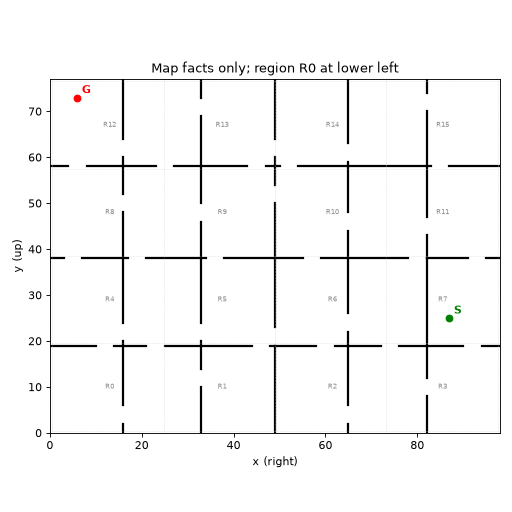 Map facts only; region R0 at lower left
G
R12 R13 R14 R15
R8 R9 R10 R11
R4 R5 R6 R7
S
R0 R1 R2 R3
70
60
50
40
30
20
10
0
0 20 40 60 80
x (right)
y (up)